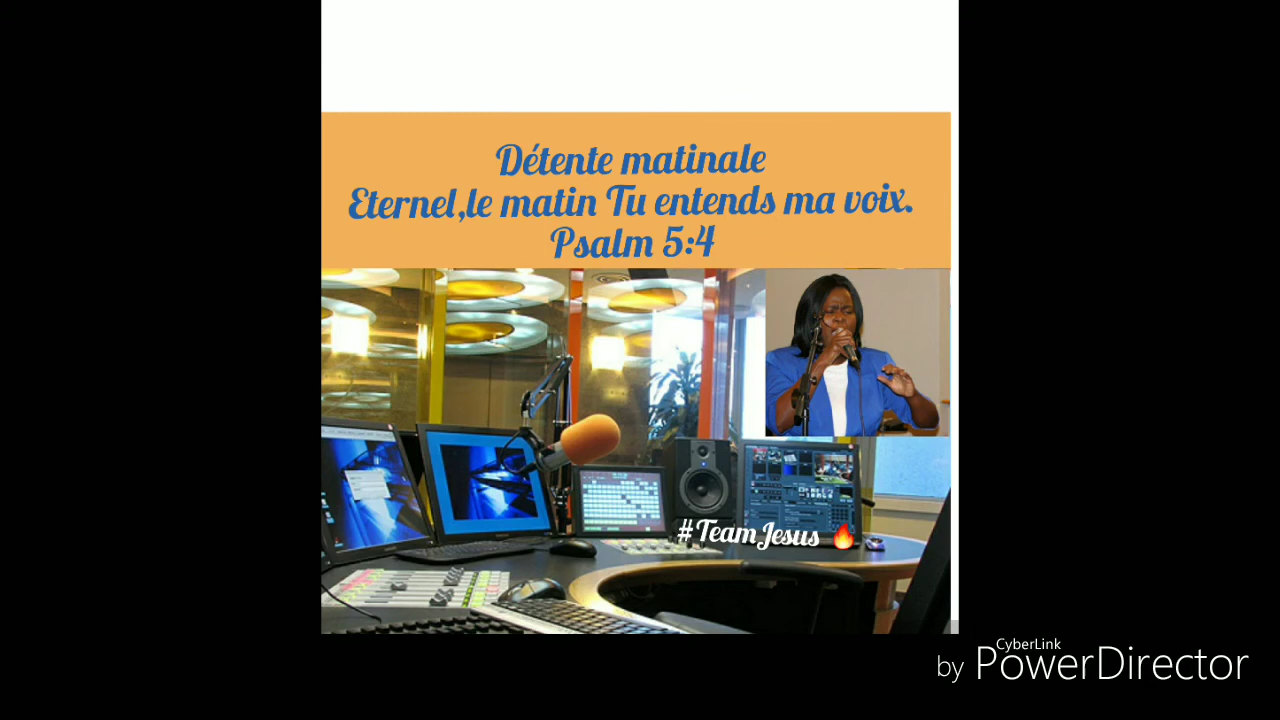 Détente matinale
Eternel,le matin Tu entends ma voix.
Psalm 5:4
#TeamJesus 🔥
CyberLink
by PowerDirector